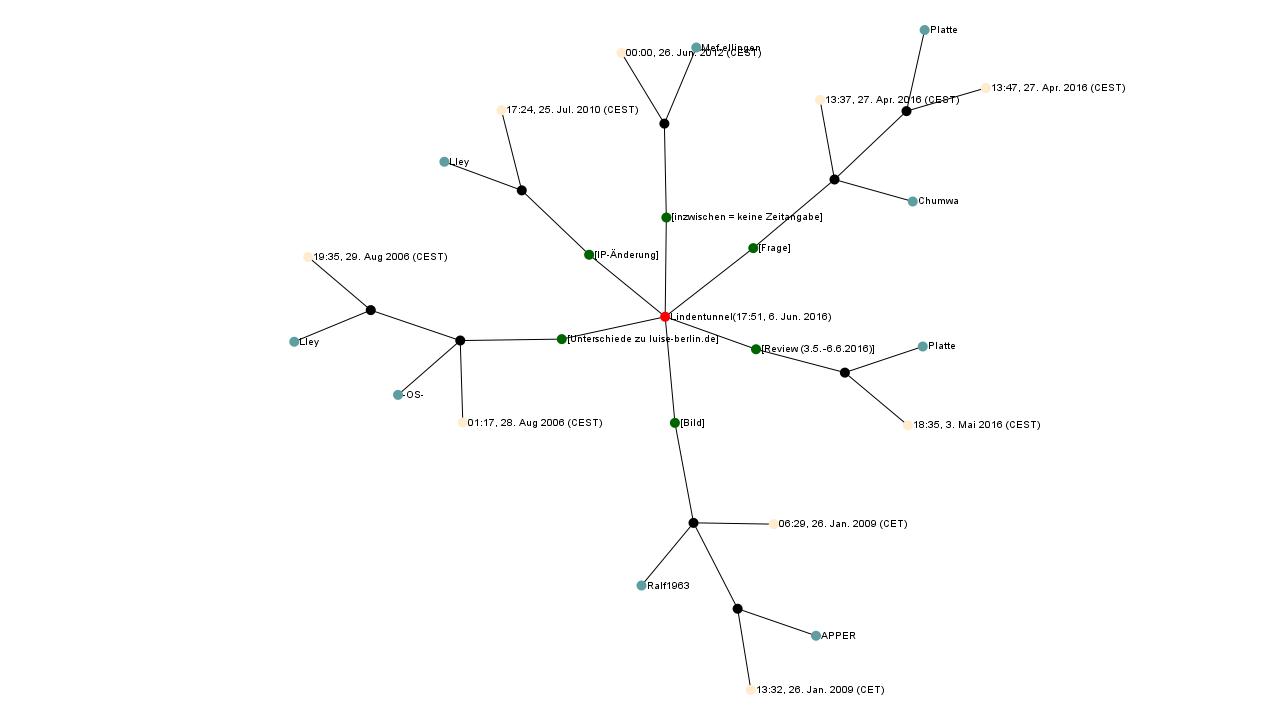 Platte
Mef.ellingen
00:00, 26. Jun. 2012 (CEST)
13:47, 27. Apr. 2016 (CEST)
13:37, 27. Apr. 2016 (CEST)
17:24, 25. Jul. 2010 (CEST)
Lley
Chumwa
[inzwischen = keine Zeitangabe]
[Frage]
[IP-Änderung]
19:35, 29. Aug 2006 (CEST)
Lindentunnel(17:51, 6. Jun. 2016)
[Unterschiede zu luise-berlin.de]
Lley
Platte
[Review (3.5.-6.6.2016)]
-OS-
01:17, 28. Aug 2006 (CEST)
[Bild]
18:35, 3. Mai 2016 (CEST)
06:29, 26. Jan. 2009 (CET)
Ralf1963
APPER
13:32, 26. Jan. 2009 (CET)